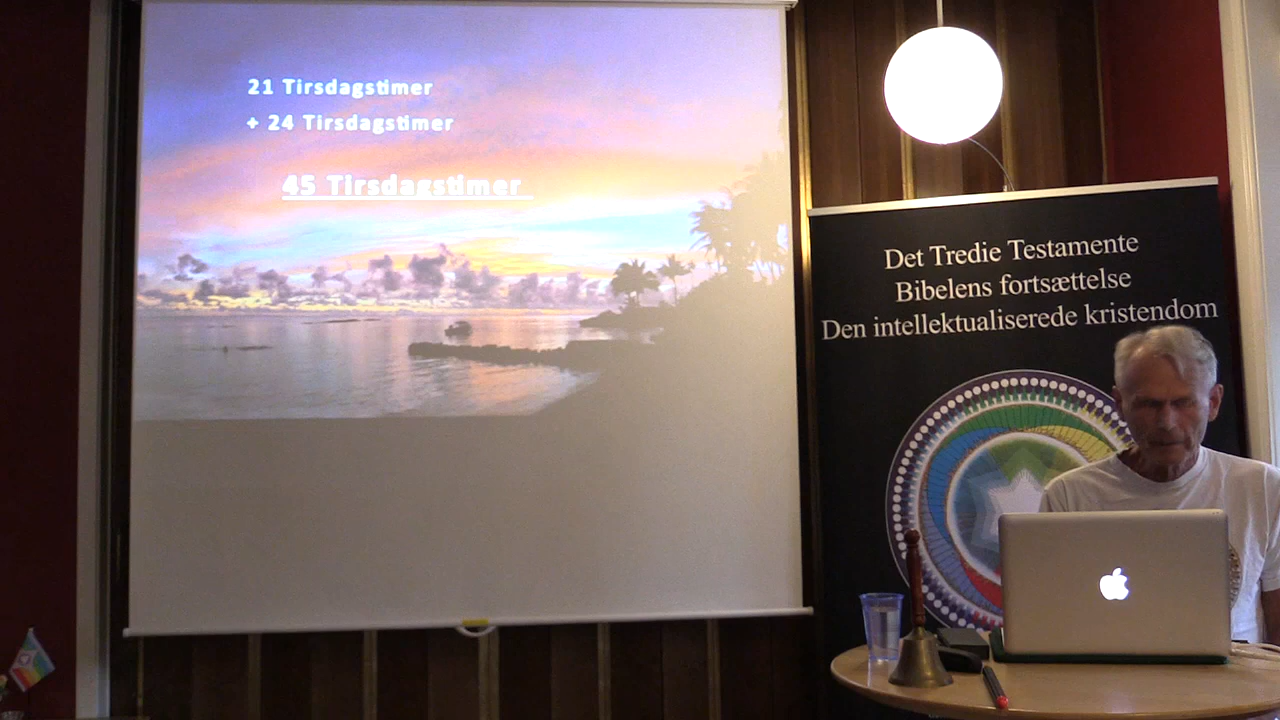 21 Tirsdagstimer
+ 24 Tirsdagstimer
45 Tirsdagstimer
Det Tredie Testamente
Bibelens fortsættelse
Den intellektualiserede kristendom